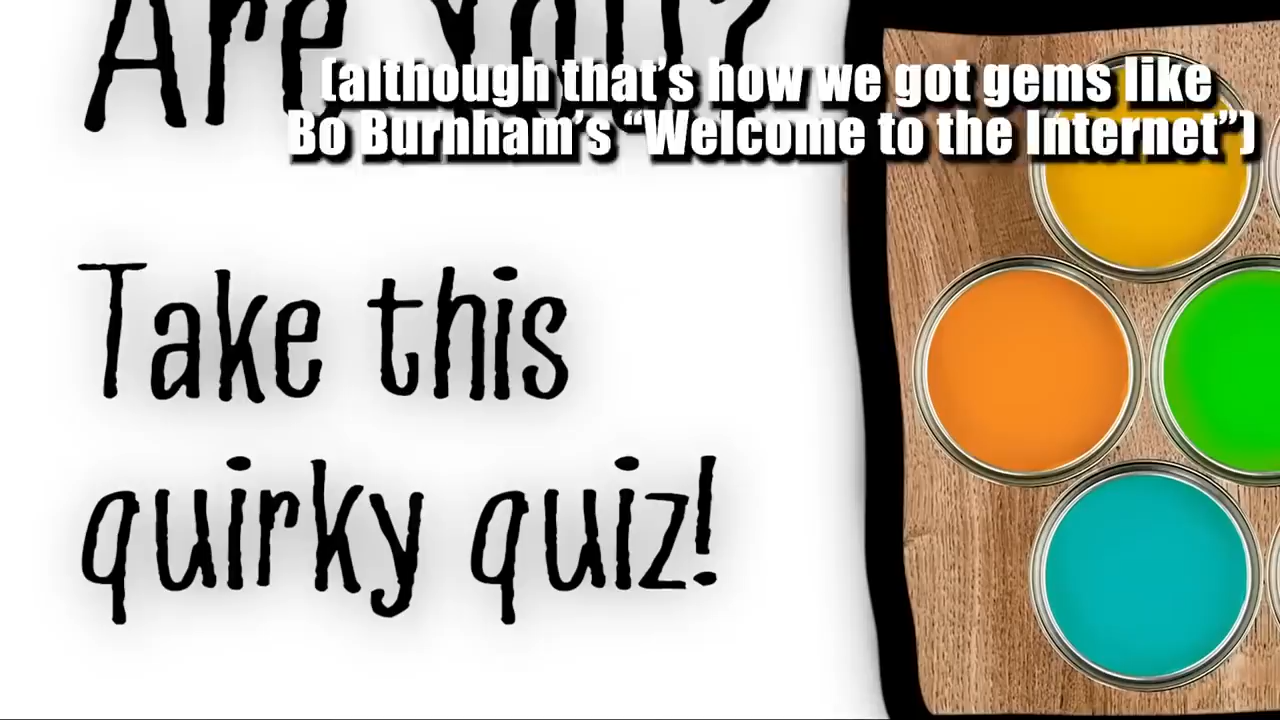 Are You?
(although that’s how we got gems like
Bo Burnham’s “Welcome to the Internet”)
Take this
quirky quiz!